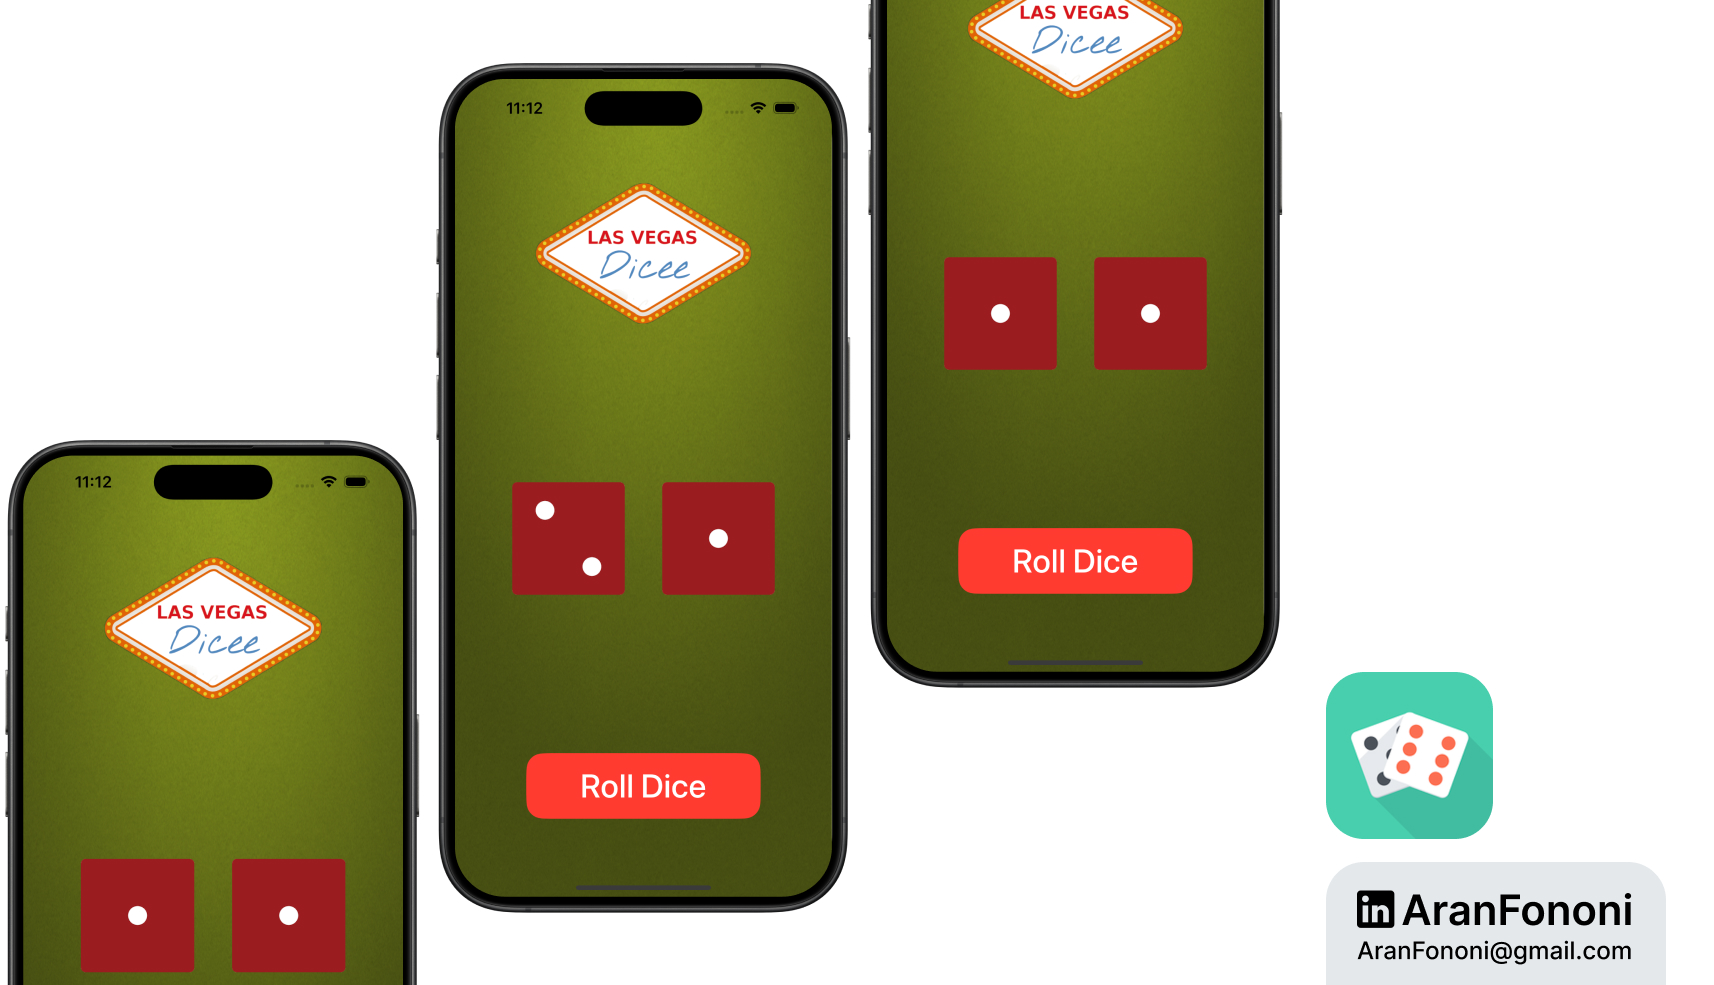 11:12
LAS VEGAS
Dicee
11:12
LAS VEGAS
Dicee
Roll Dice
LAS VEGAS
Dicee
Roll Dice
in AranFononi
AranFononi@gmail.com